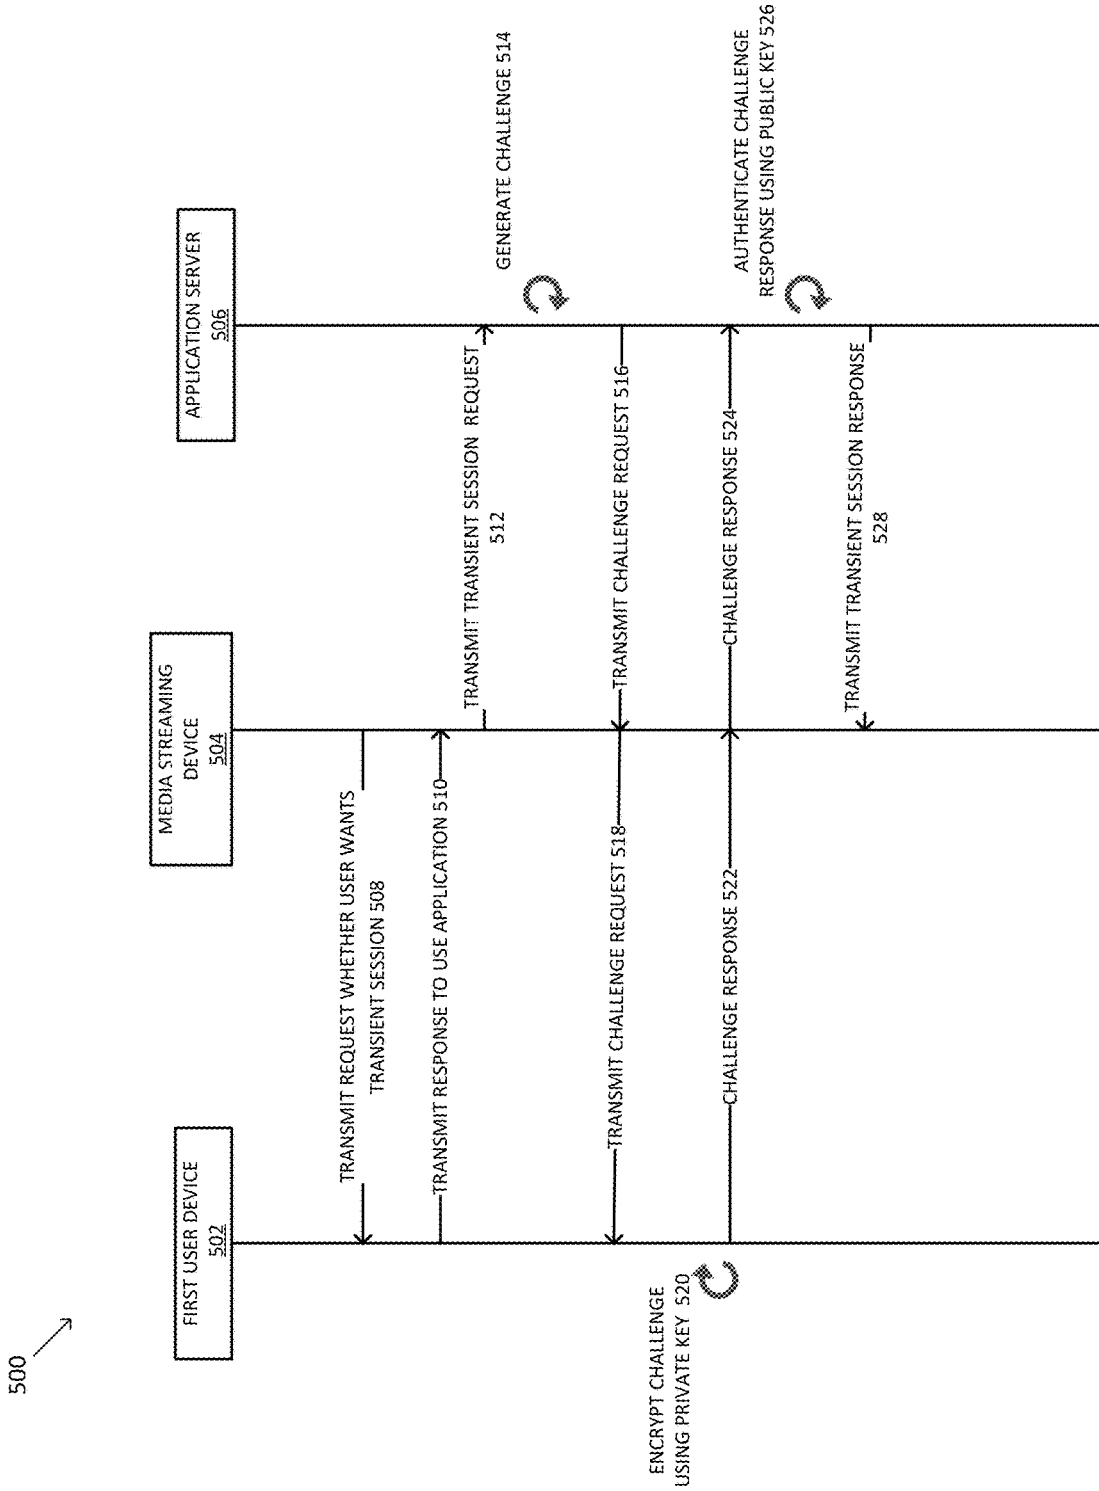 500
FIRST USER DEVICE
502
MEDIA STREAMING
DEVICE
504
APPLICATION SERVER
506
TRANSMIT REQUEST WHETHER USER WANTS
TRANSIENT SESSION 508
TRANSMIT RESPONSE TO USE APPLICATION 510
TRANSMIT TRANSIENT SESSION REQUEST
512
GENERATE CHALLENGE 514
TRANSMIT CHALLENGE REQUEST 516
TRANSMIT CHALLENGE REQUEST 518
ENCRYPT CHALLENGE
USING PRIVATE KEY 520
CHALLENGE RESPONSE 522
CHALLENGE RESPONSE 524
AUTHENTICATE CHALLENGE
RESPONSE USING PUBLIC KEY 526
TRANSMIT TRANSIENT SESSION RESPONSE
528